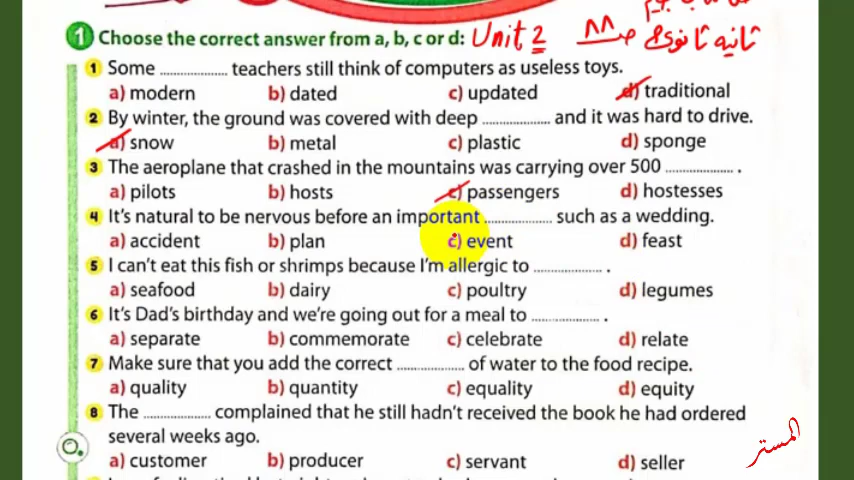 1 Choose the correct answer from a, b, c or d: Unit 2 ص ٨٨
ثانية ثانوي
1 Some .................... teachers still think of computers as useless toys.
a) modern b) dated c) updated d) traditional
2 By winter, the ground was covered with deep .................... and it was hard to drive.
a) snow b) metal c) plastic d) sponge
3 The aeroplane that crashed in the mountains was carrying over 500 .................... .
a) pilots b) hosts c) passengers d) hostesses
4 It's natural to be nervous before an important .................... such as a wedding.
a) accident b) plan c) event d) feast
5 I can't eat this fish or shrimps because I'm allergic to .................... .
a) seafood b) dairy c) poultry d) legumes
6 It's Dad's birthday and we're going out for a meal to .................... .
a) separate b) commemorate c) celebrate d) relate
7 Make sure that you add the correct .................... of water to the food recipe.
a) quality b) quantity c) equality d) equity
8 The .................... complained that he still hadn't received the book he had ordered
several weeks ago.
المستر
a) customer b) producer c) servant d) seller